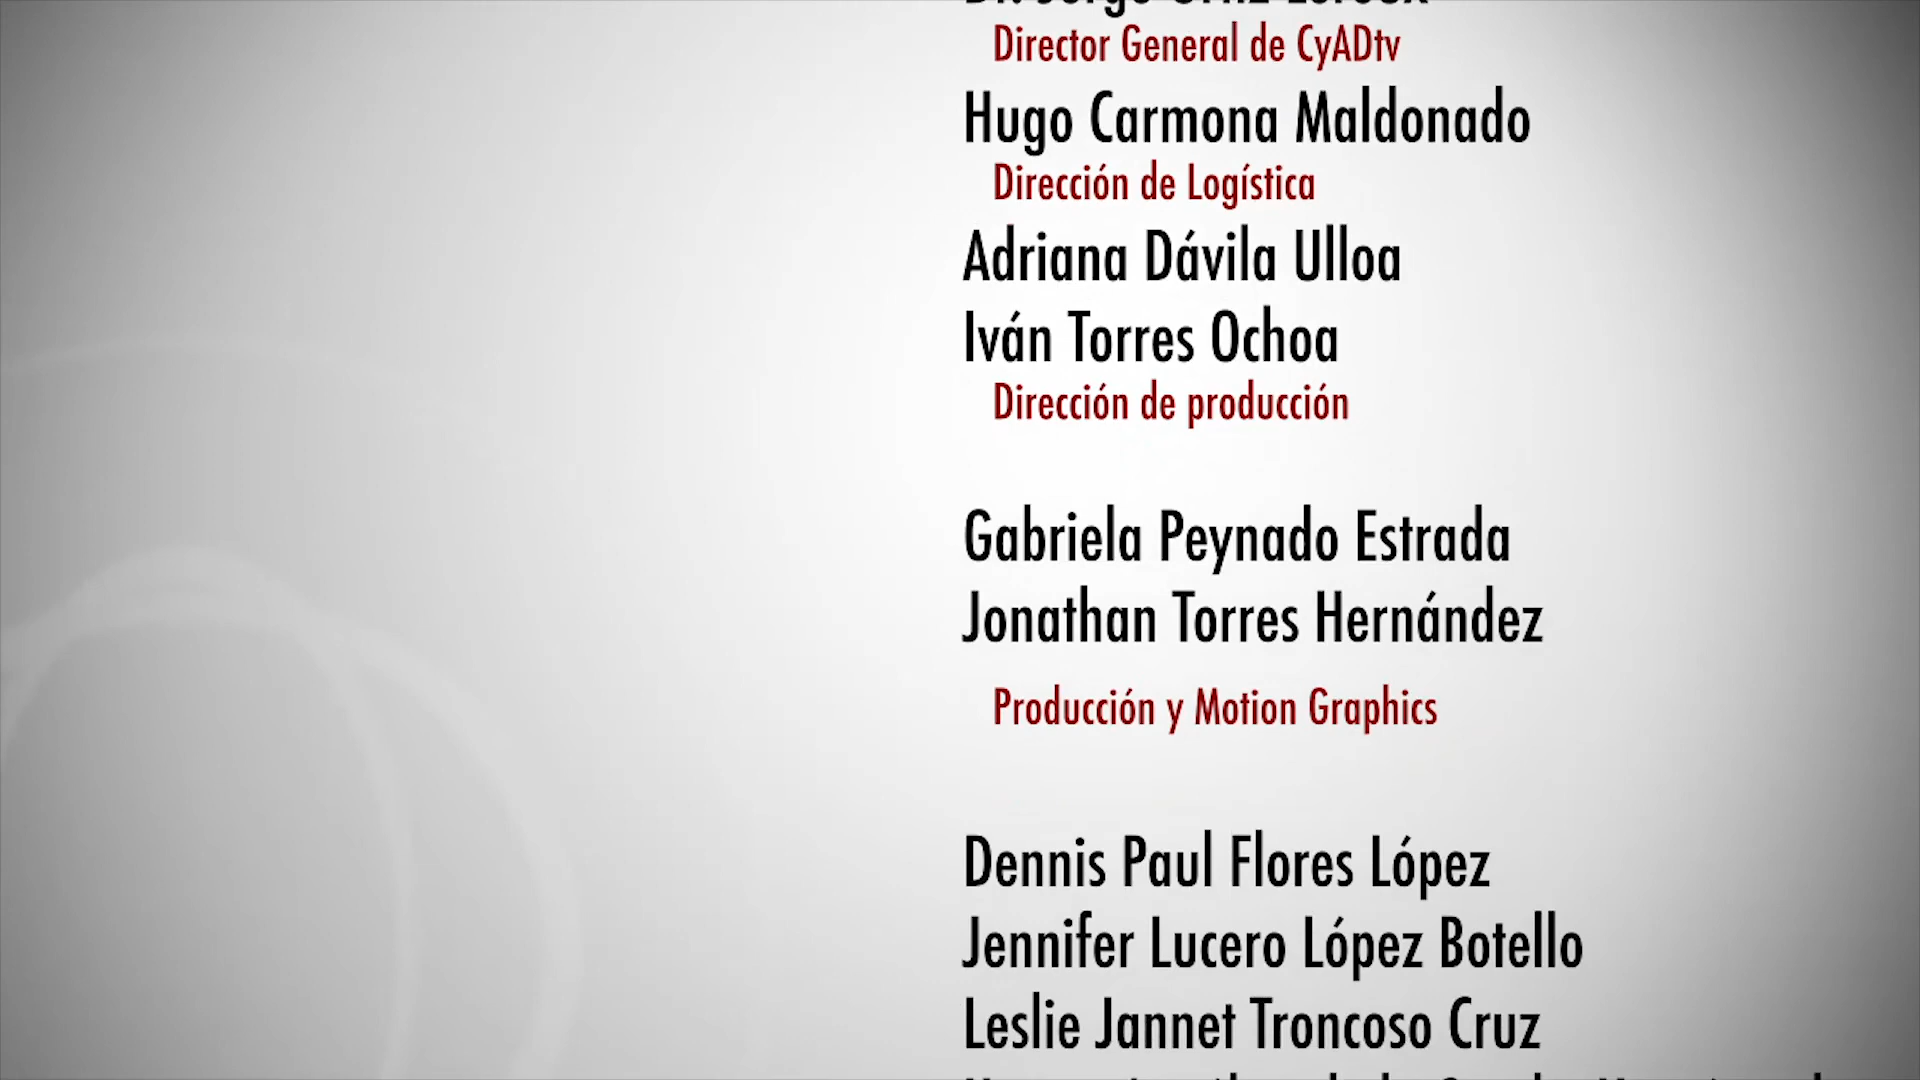 Director General de CyADtv
Hugo Carmona Maldonado
Dirección de Logística
Adriana Dávila Ulloa
Iván Torres Ochoa
Dirección de producción
Gabriela Peynado Estrada
Jonathan Torres Hernández
Producción y Motion Graphics
Dennis Paul Flores López
Jennifer Lucero López Botello
Leslie Jannet Troncoso Cruz